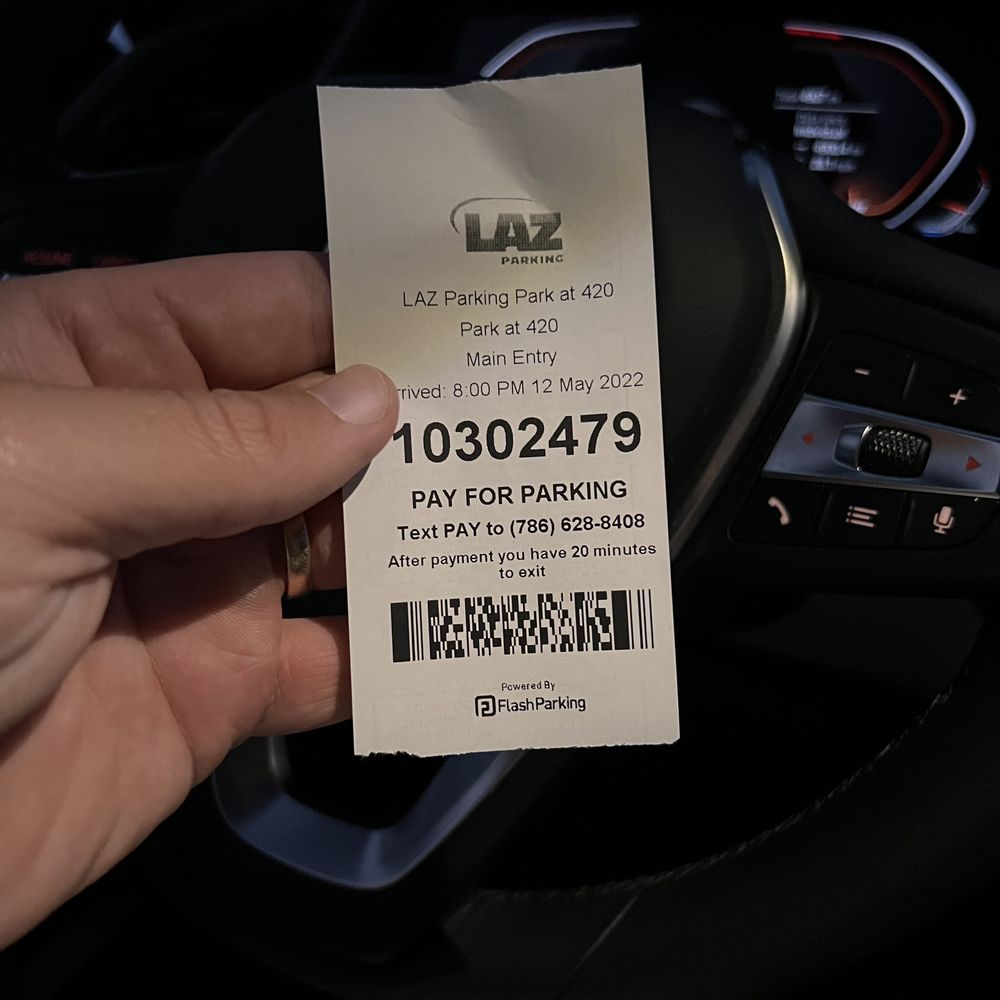 LAZ
PARKING
LAZ Parking Park at 420
Park at 420
Main Entry
rrived: 8:00 PM 12 May 2022
10302479
PAY FOR PARKING
Text PAY to (786) 628-8408
After payment you have 20 minutes
to exit
Powered By
FlashParking